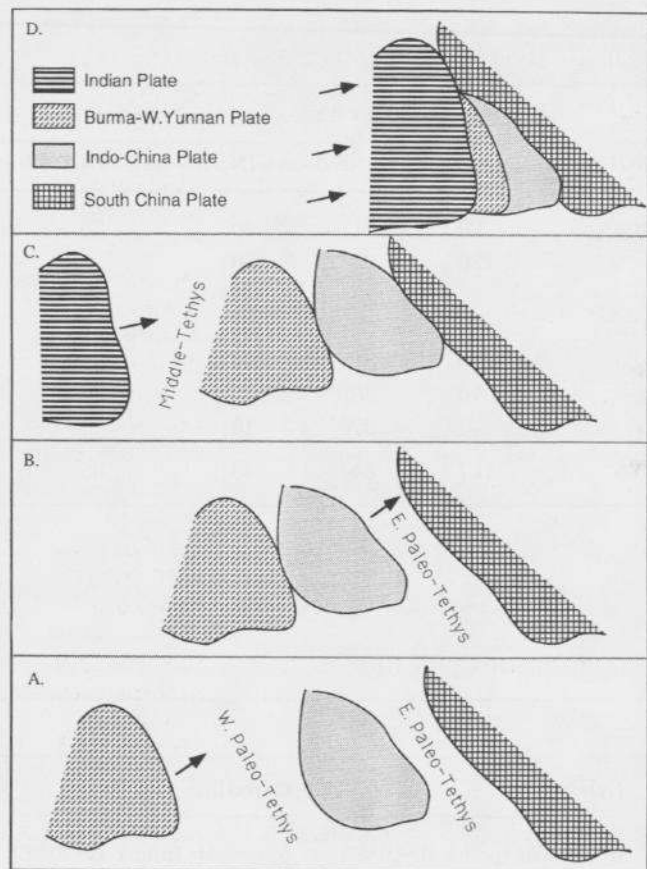 D.
Indian Plate
Burma-W.Yunnan Plate
Indo-China Plate
South China Plate
C.
Middle-Tethys
B.
E. Paleo-Tethys
A.
W. Paleo-Tethys
E. Paleo-Tethys